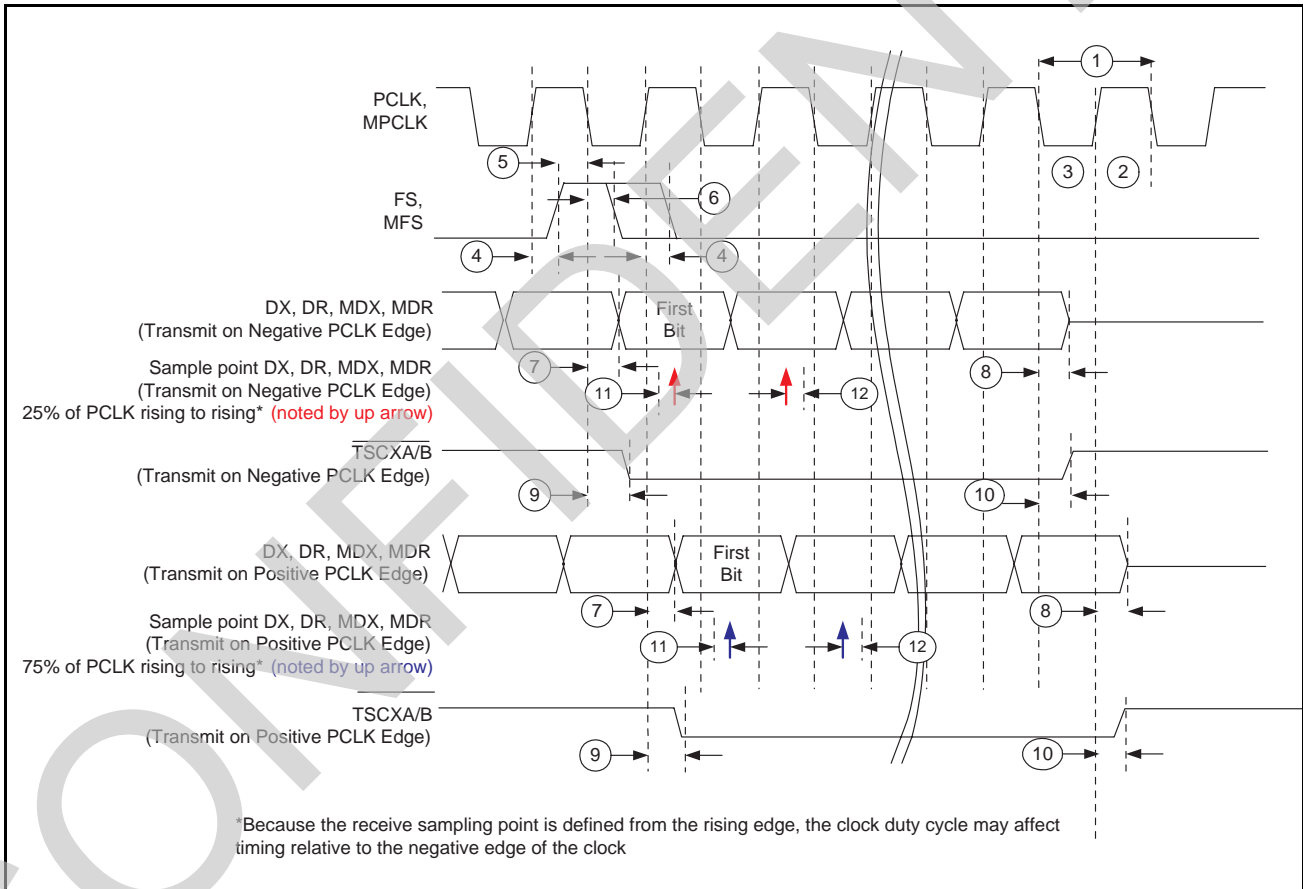 1
PCLK,
MPCLK
5
3
2
FS,
MFS
6
4
4
DX, DR, MDX, MDR
(Transmit on Negative PCLK Edge)
First
Bit
7
8
Sample point DX, DR, MDX, MDR
(Transmit on Negative PCLK Edge)
25% of PCLK rising to rising* (noted by up arrow)
11
12
TSCXA/B
(Transmit on Negative PCLK Edge)
9
10
DX, DR, MDX, MDR
(Transmit on Positive PCLK Edge)
First
Bit
7
8
Sample point DX, DR, MDX, MDR
(Transmit on Positive PCLK Edge)
75% of PCLK rising to rising* (noted by up arrow)
11
12
TSCXA/B
(Transmit on Positive PCLK Edge)
9
10
*Because the receive sampling point is defined from the rising edge, the clock duty cycle may affect
timing relative to the negative edge of the clock
ONFIDEN